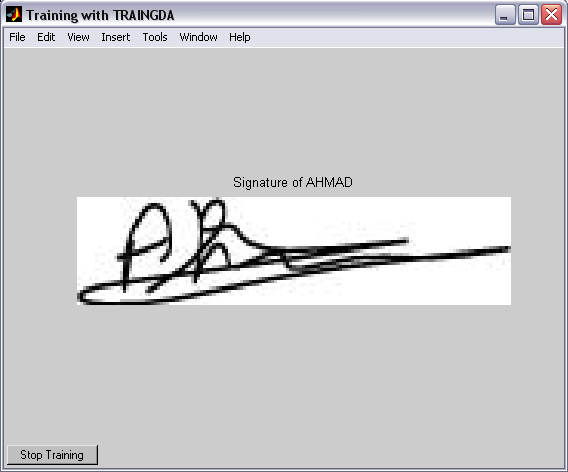 Training with TRAINGDA
File Edit View Insert Tools Window Help
Signature of AHMAD
Stop Training